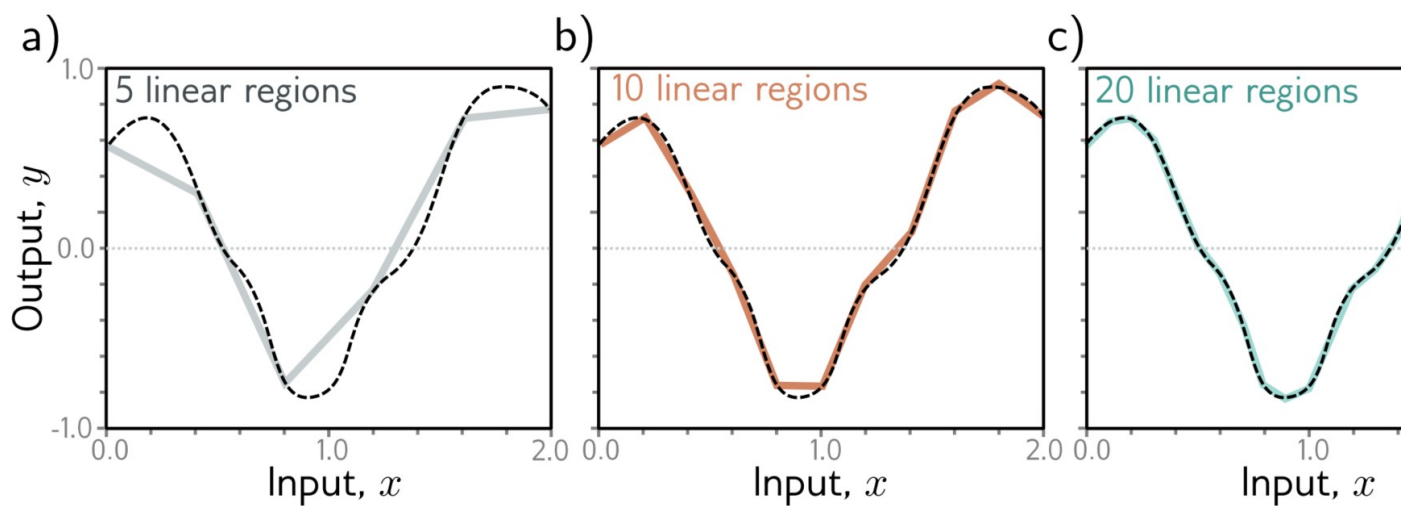 a)
5 linear regions
1.0
0.0
-1.0
Output, y
0.0
1.0
2.0
Input, x
b)
10 linear regions
0.0
1.0
2.0
Input, x
c)
20 linear regions
0.0
1.0
Input, x